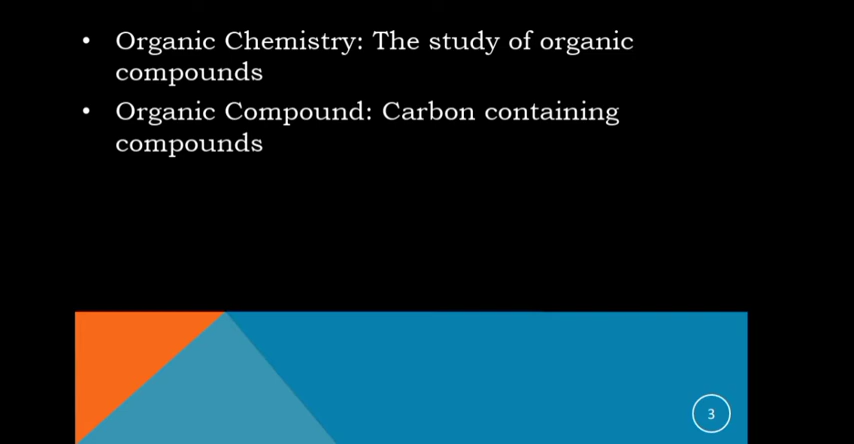 • Organic Chemistry: The study of organic
compounds
• Organic Compound: Carbon containing
compounds
3